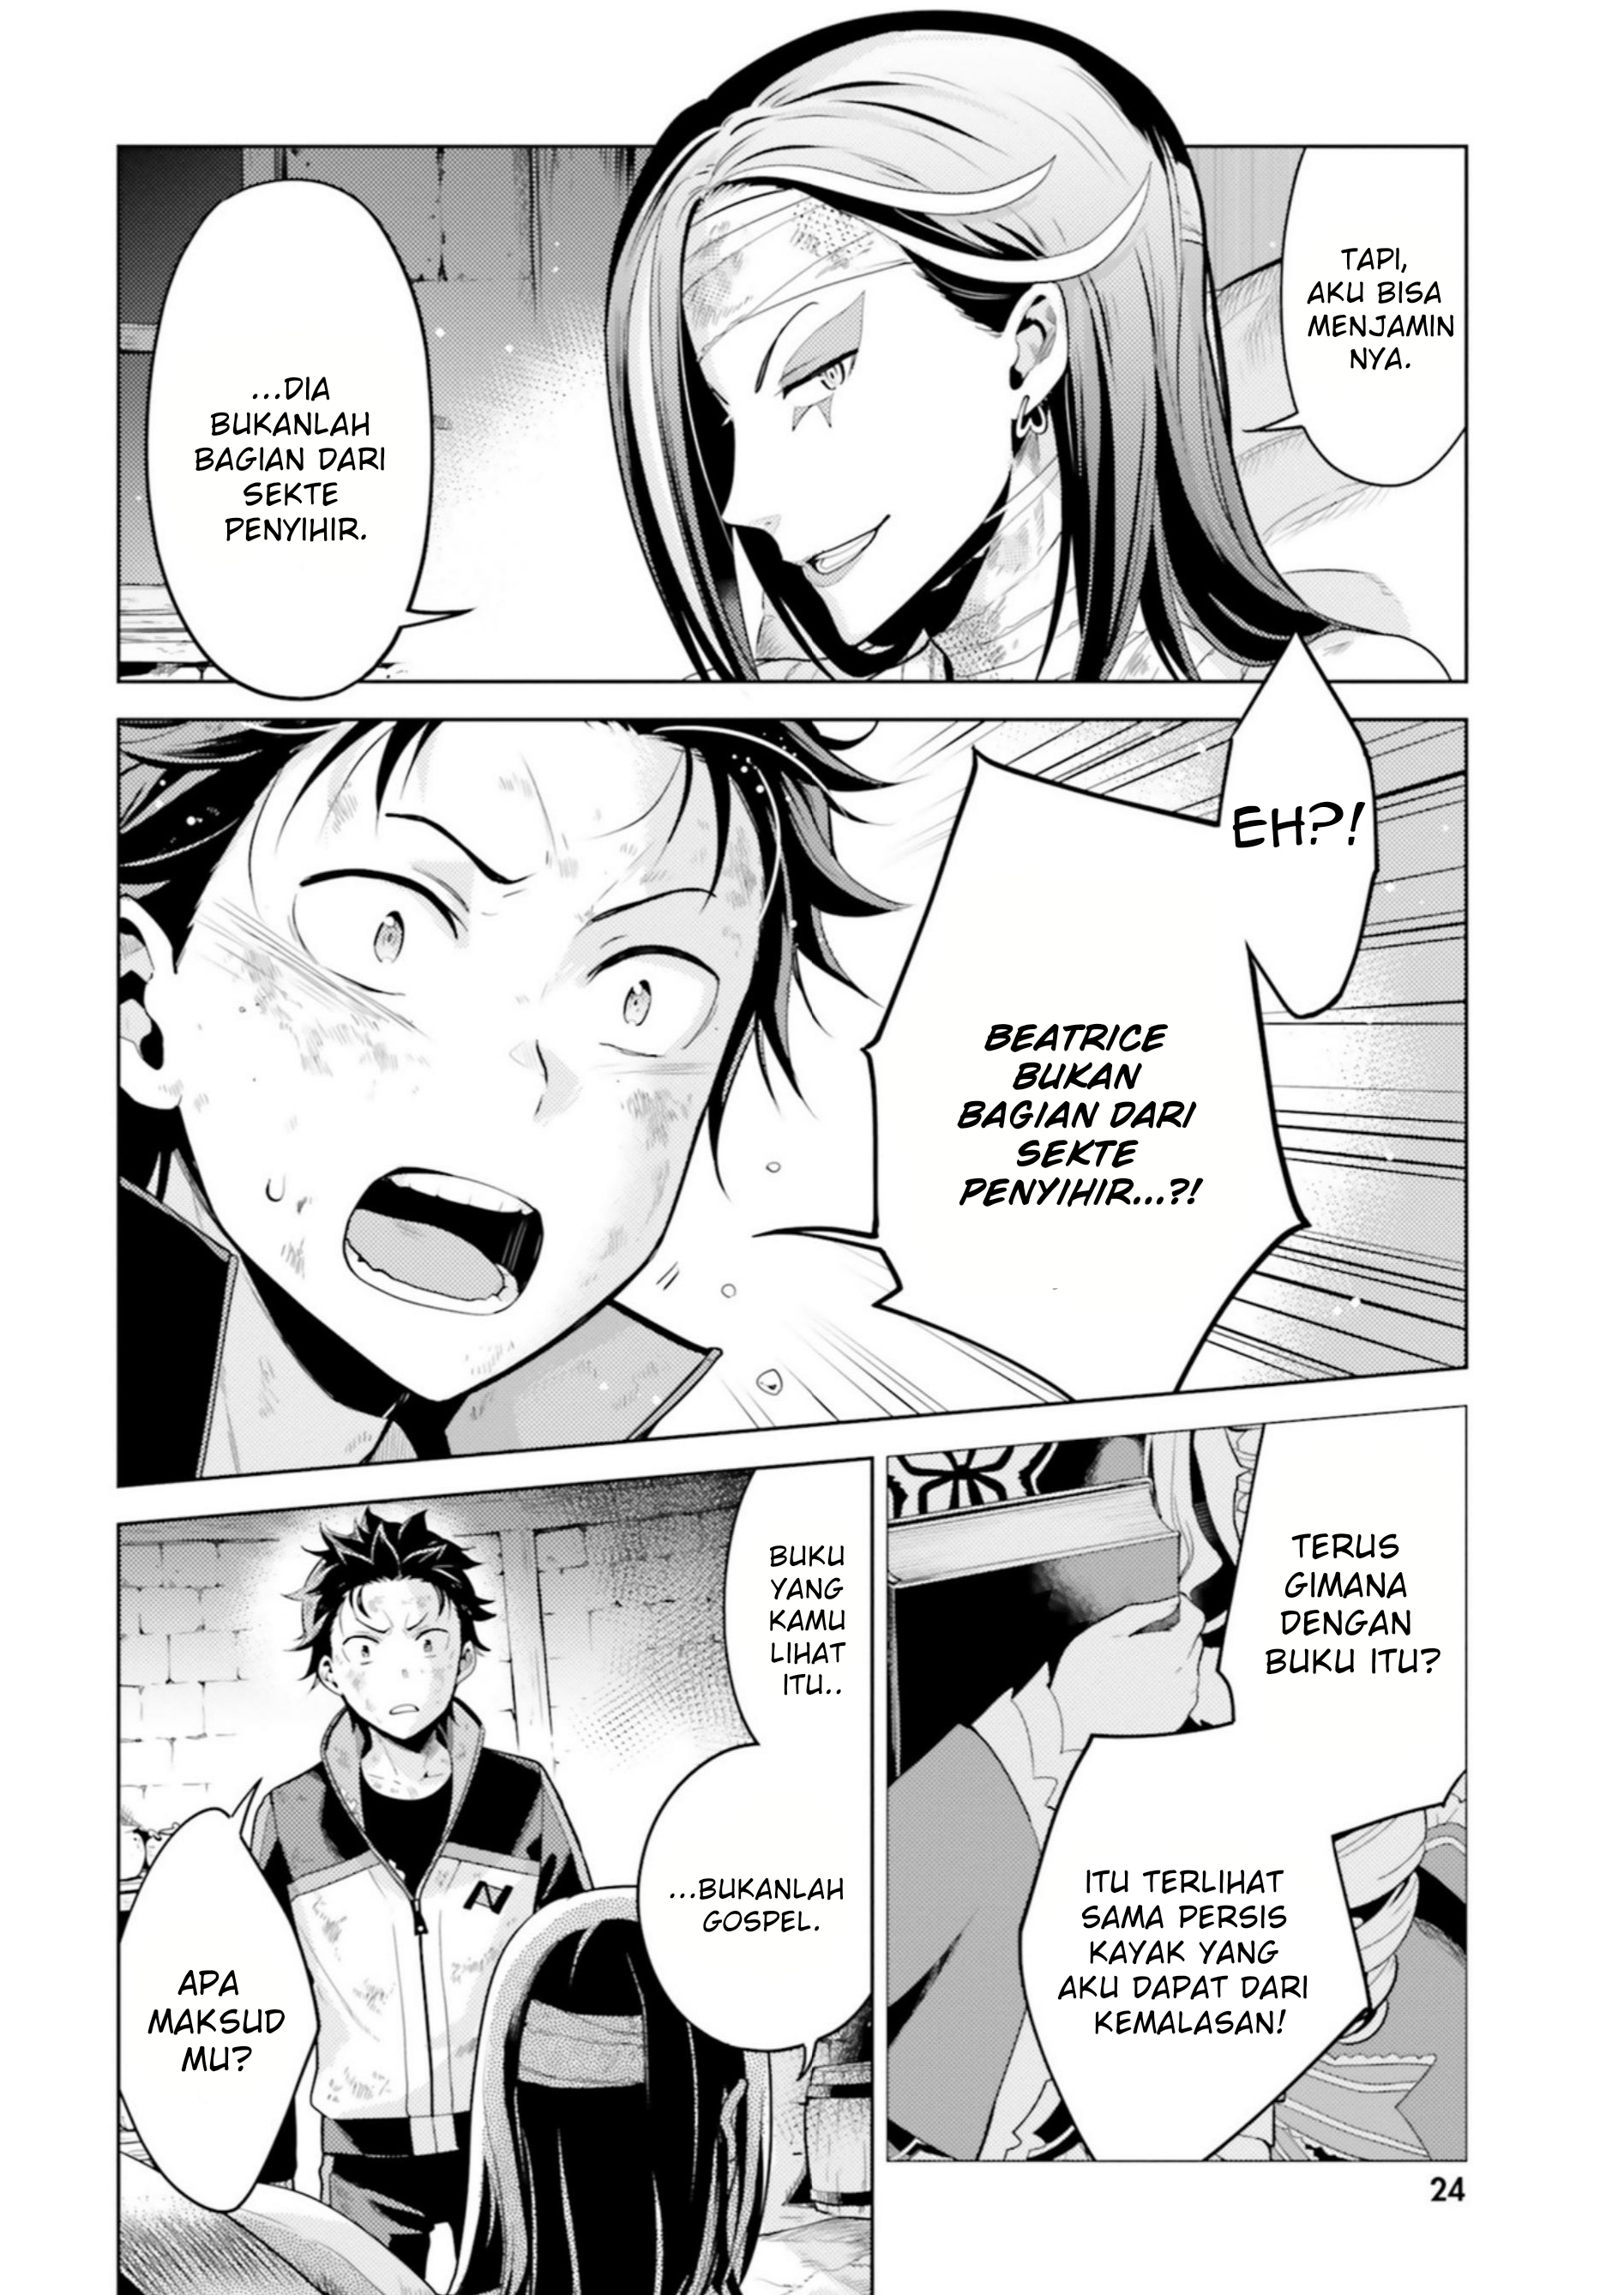 TAPI,
AKU BISA
MENJAMIN
NYA.
...DIA
BUKANLAH
BAGIAN DARI
SEKTE
PENYIHIR.
EH?!
BEATRICE
BUKAN
BAGIAN DARI
SEKTE
PENYIHIR...?!
TERUS
GIMANA
DENGAN
BUKU ITU?
ITU TERLIHAT
SAMA PERSIS
KAYAK YANG
AKU DAPAT DARI
KEMALASAN!
BUKU
YANG
KAMU
LIHAT
ITU..
...BUKANLAH
GOSPEL.
APA
MAKSUD
MU?
24